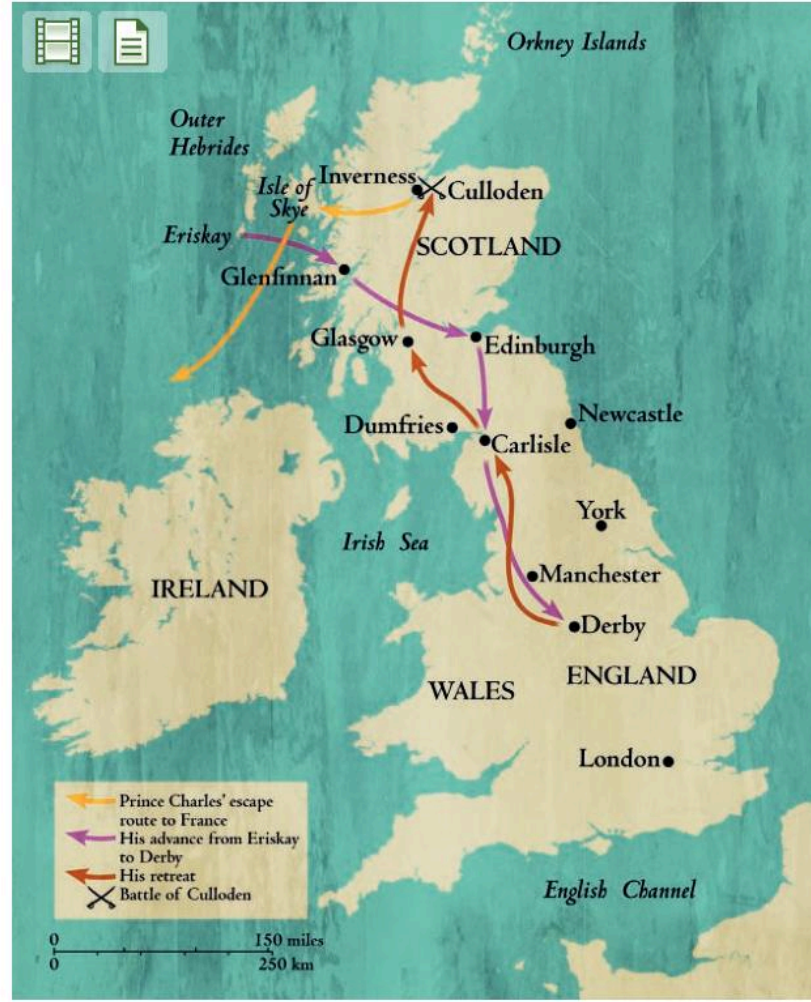 Orkney Islands
Outer
Hebrides
Inverness
Isle of
Skye
Culloden
Eriskay
SCOTLAND
Glenfinnan
Glasgow
Edinburgh
Newcastle
Dumfries
Carlisle
York
Irish Sea
Manchester
IRELAND
Derby
ENGLAND
WALES
London
Prince Charles' escape
route to France
His advance from Eriskay
to Derby
His retreat
Battle of Culloden
English Channel
0 150 miles
0 250 km